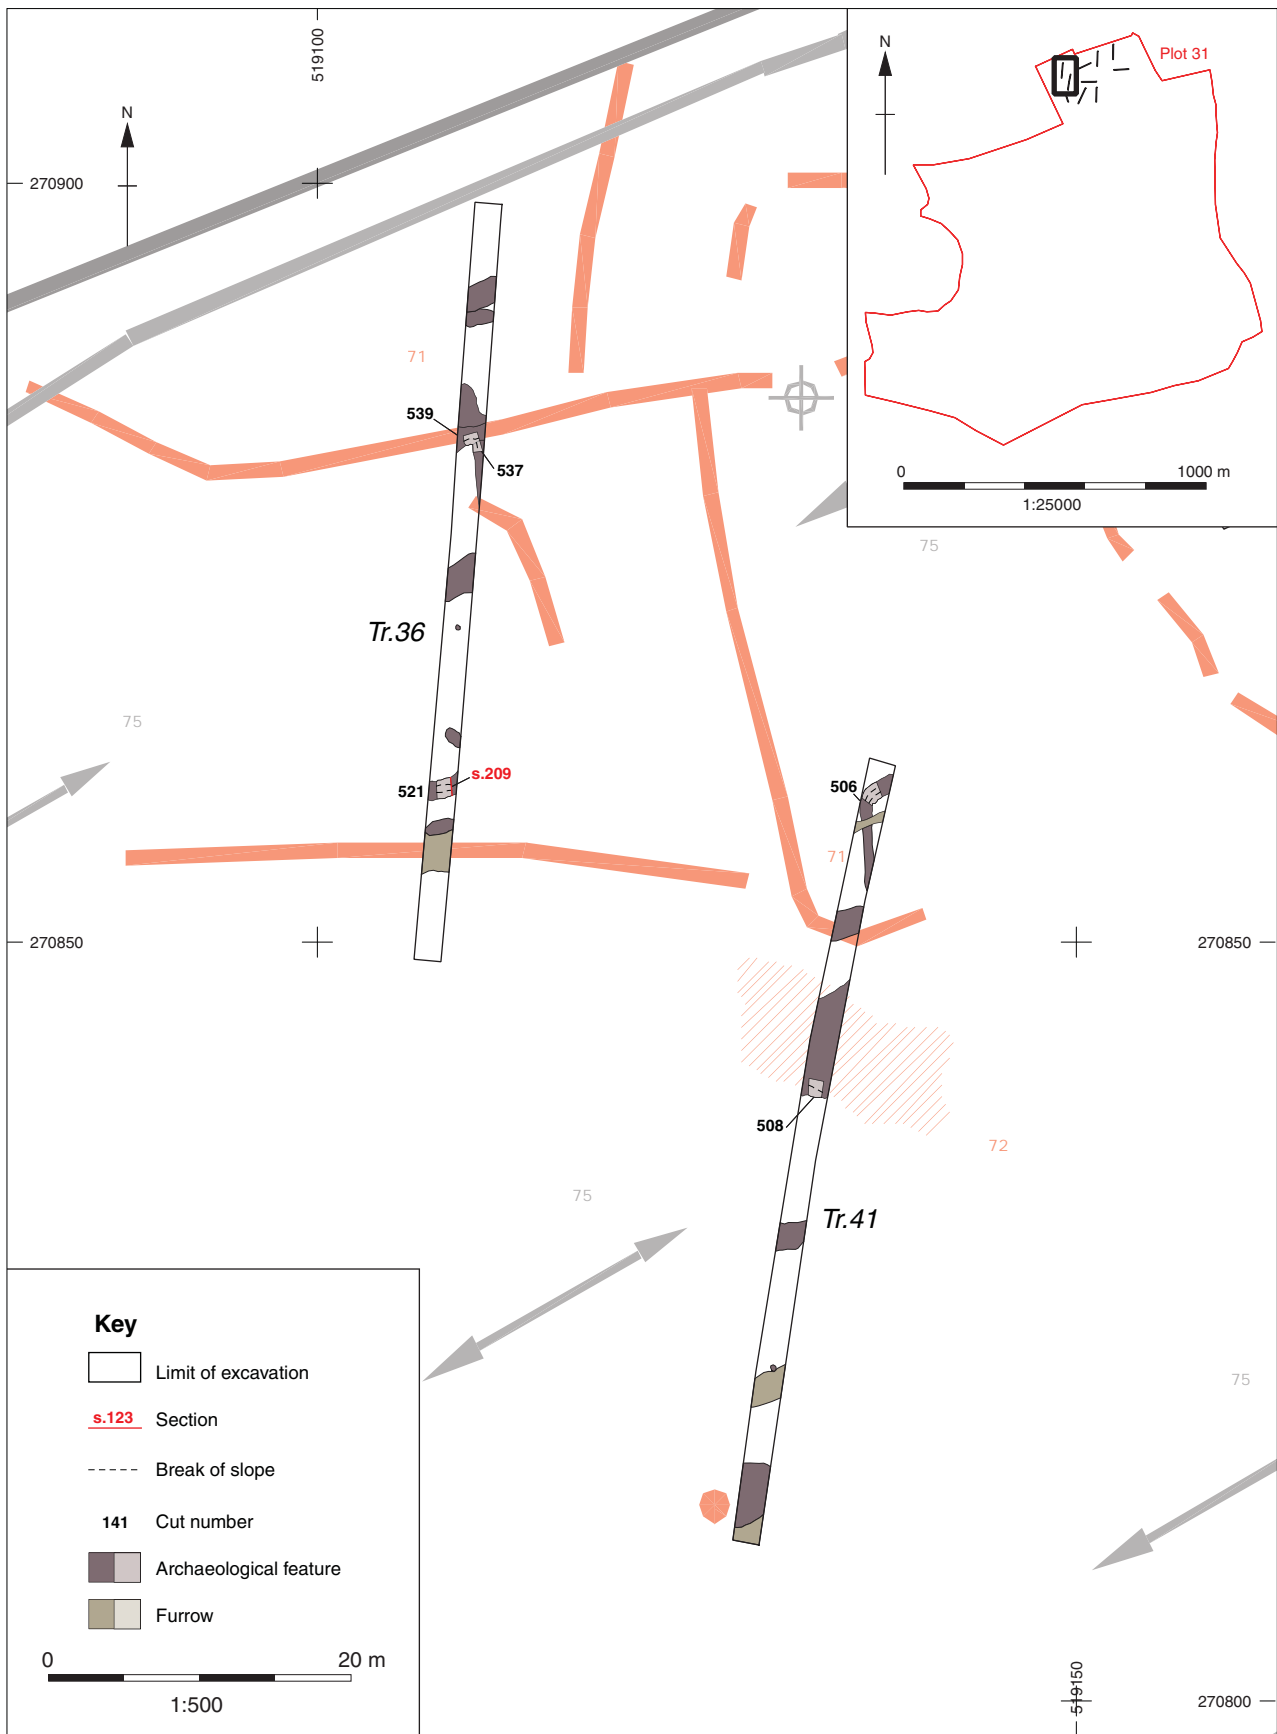 519100
N
270900
N
Plot 31
0 1000 m
1:25000
71
539
537
75
Tr.36
75
s.209
521
506
71
270850
270850
508
72
75
Tr.41
75
Key
Limit of excavation
s.123 Section
Break of slope
141 Cut number
Archaeological feature
Furrow
0 20 m
1:500
519150
270800